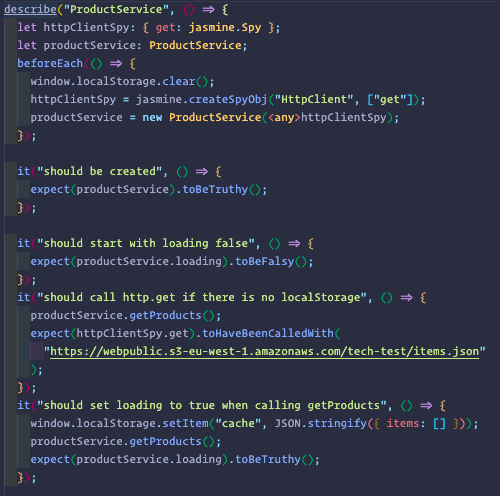 describe("ProductService", () => {
  let httpClientSpy: { get: jasmine.Spy };
  let productService: ProductService;
  beforeEach(() => {
    window.localStorage.clear();
    httpClientSpy = jasmine.createSpyObj("HttpClient", ["get"]);
    productService = new ProductService(<any>httpClientSpy);
  });

  it("should be created", () => {
    expect(productService).toBeTruthy();
  });

  it("should start with loading false", () => {
    expect(productService.loading).toBeFalsy();
  });
  it("should call http.get if there is no localStorage", () => {
    productService.getProducts();
    expect(httpClientSpy.get).toHaveBeenCalledWith(
      "https://webpublic.s3-eu-west-1.amazonaws.com/tech-test/items.json"
    );
  });
  it("should set loading to true when calling getProducts", () => {
    window.localStorage.setItem("cache", JSON.stringify({ items: [] }));
    productService.getProducts();
    expect(productService.loading).toBeTruthy();
  });